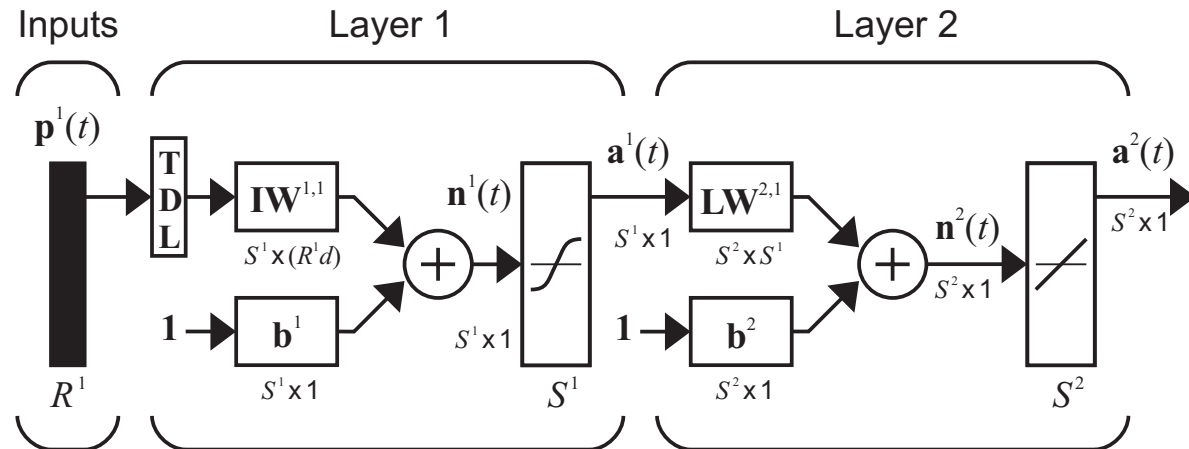 Inputs
Layer 1
Layer 2
p¹(t)
TDL
IW¹,¹
S¹ x (R¹d)
1
b¹
S¹ x 1
R¹
n¹(t)
S¹ x 1
S¹
a¹(t)
S¹ x 1
LW²,¹
S² x S¹
1
b²
S² x 1
n²(t)
S² x 1
S²
a²(t)
S² x 1